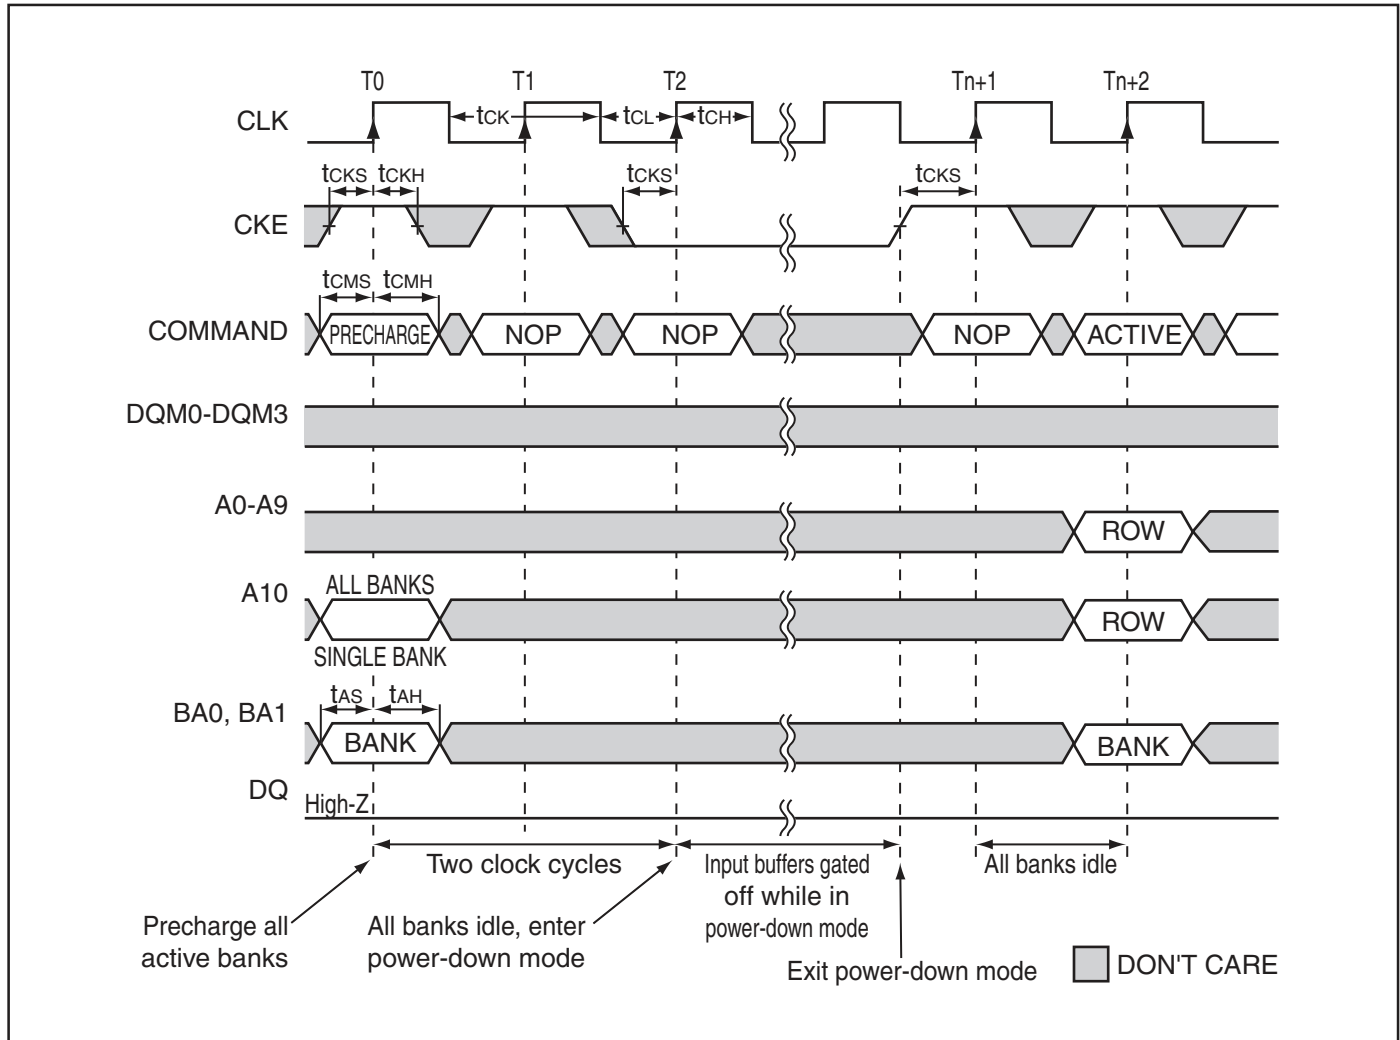 T0 T1 T2 Tn+1 Tn+2
CLK
tCK tCL tCH
tCKS tCKH tCKS tCKS
CKE
tCMS tCMH
COMMAND PRECHARGE NOP NOP NOP ACTIVE
DQM0-DQM3
A0-A9
ROW
A10 ALL BANKS
ROW
SINGLE BANK
tAS tAH
BA0, BA1
BANK BANK
DQ
High-Z
Two clock cycles
Input buffers gated
off while in
power-down mode
All banks idle
Precharge all
active banks
All banks idle, enter
power-down mode
Exit power-down mode
DON'T CARE